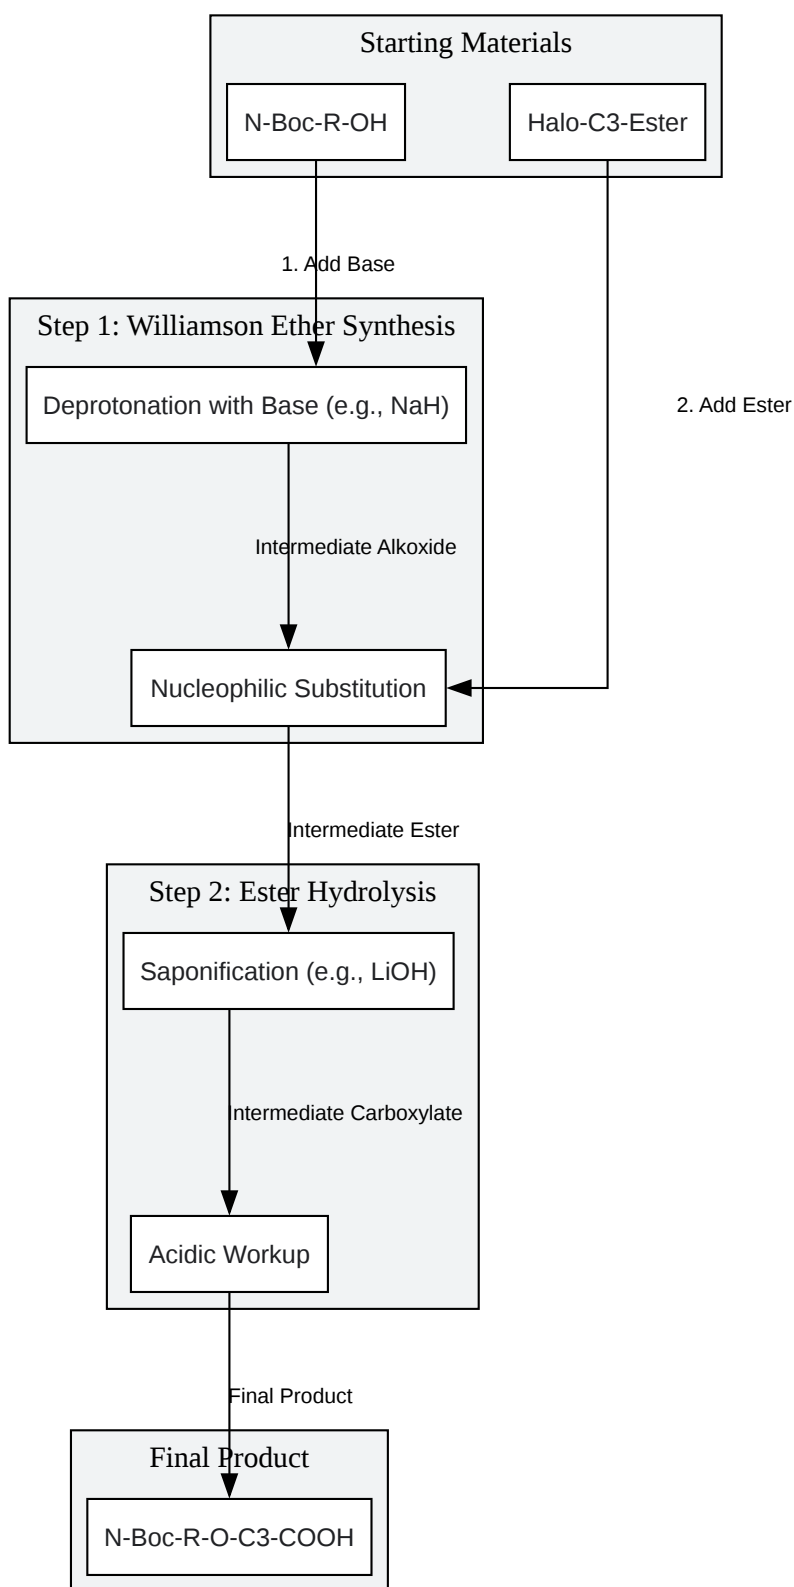 Starting Materials
N-Boc-R-OH
Halo-C3-Ester
1. Add Base
Step 1: Williamson Ether Synthesis
Deprotonation with Base (e.g., NaH)
2. Add Ester
Intermediate Alkoxide
Nucleophilic Substitution
Intermediate Ester
Step 2: Ester Hydrolysis
Saponification (e.g., LiOH)
Intermediate Carboxylate
Acidic Workup
Final Product
Final Product
N-Boc-R-O-C3-COOH